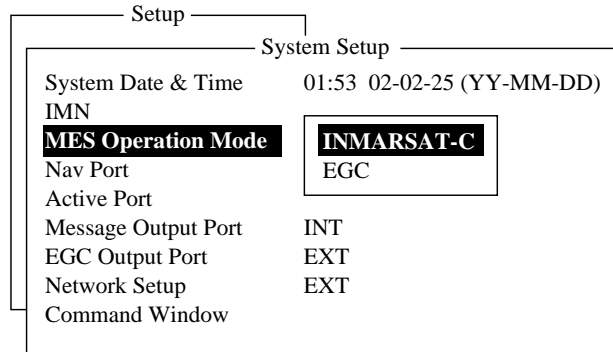 Setup
System Setup
System Date & Time 01:53 02-02-25 (YY-MM-DD)
IMN
MES Operation Mode INMARSAT-C
Nav Port EGC
Active Port
Message Output Port INT
EGC Output Port EXT
Network Setup EXT
Command Window